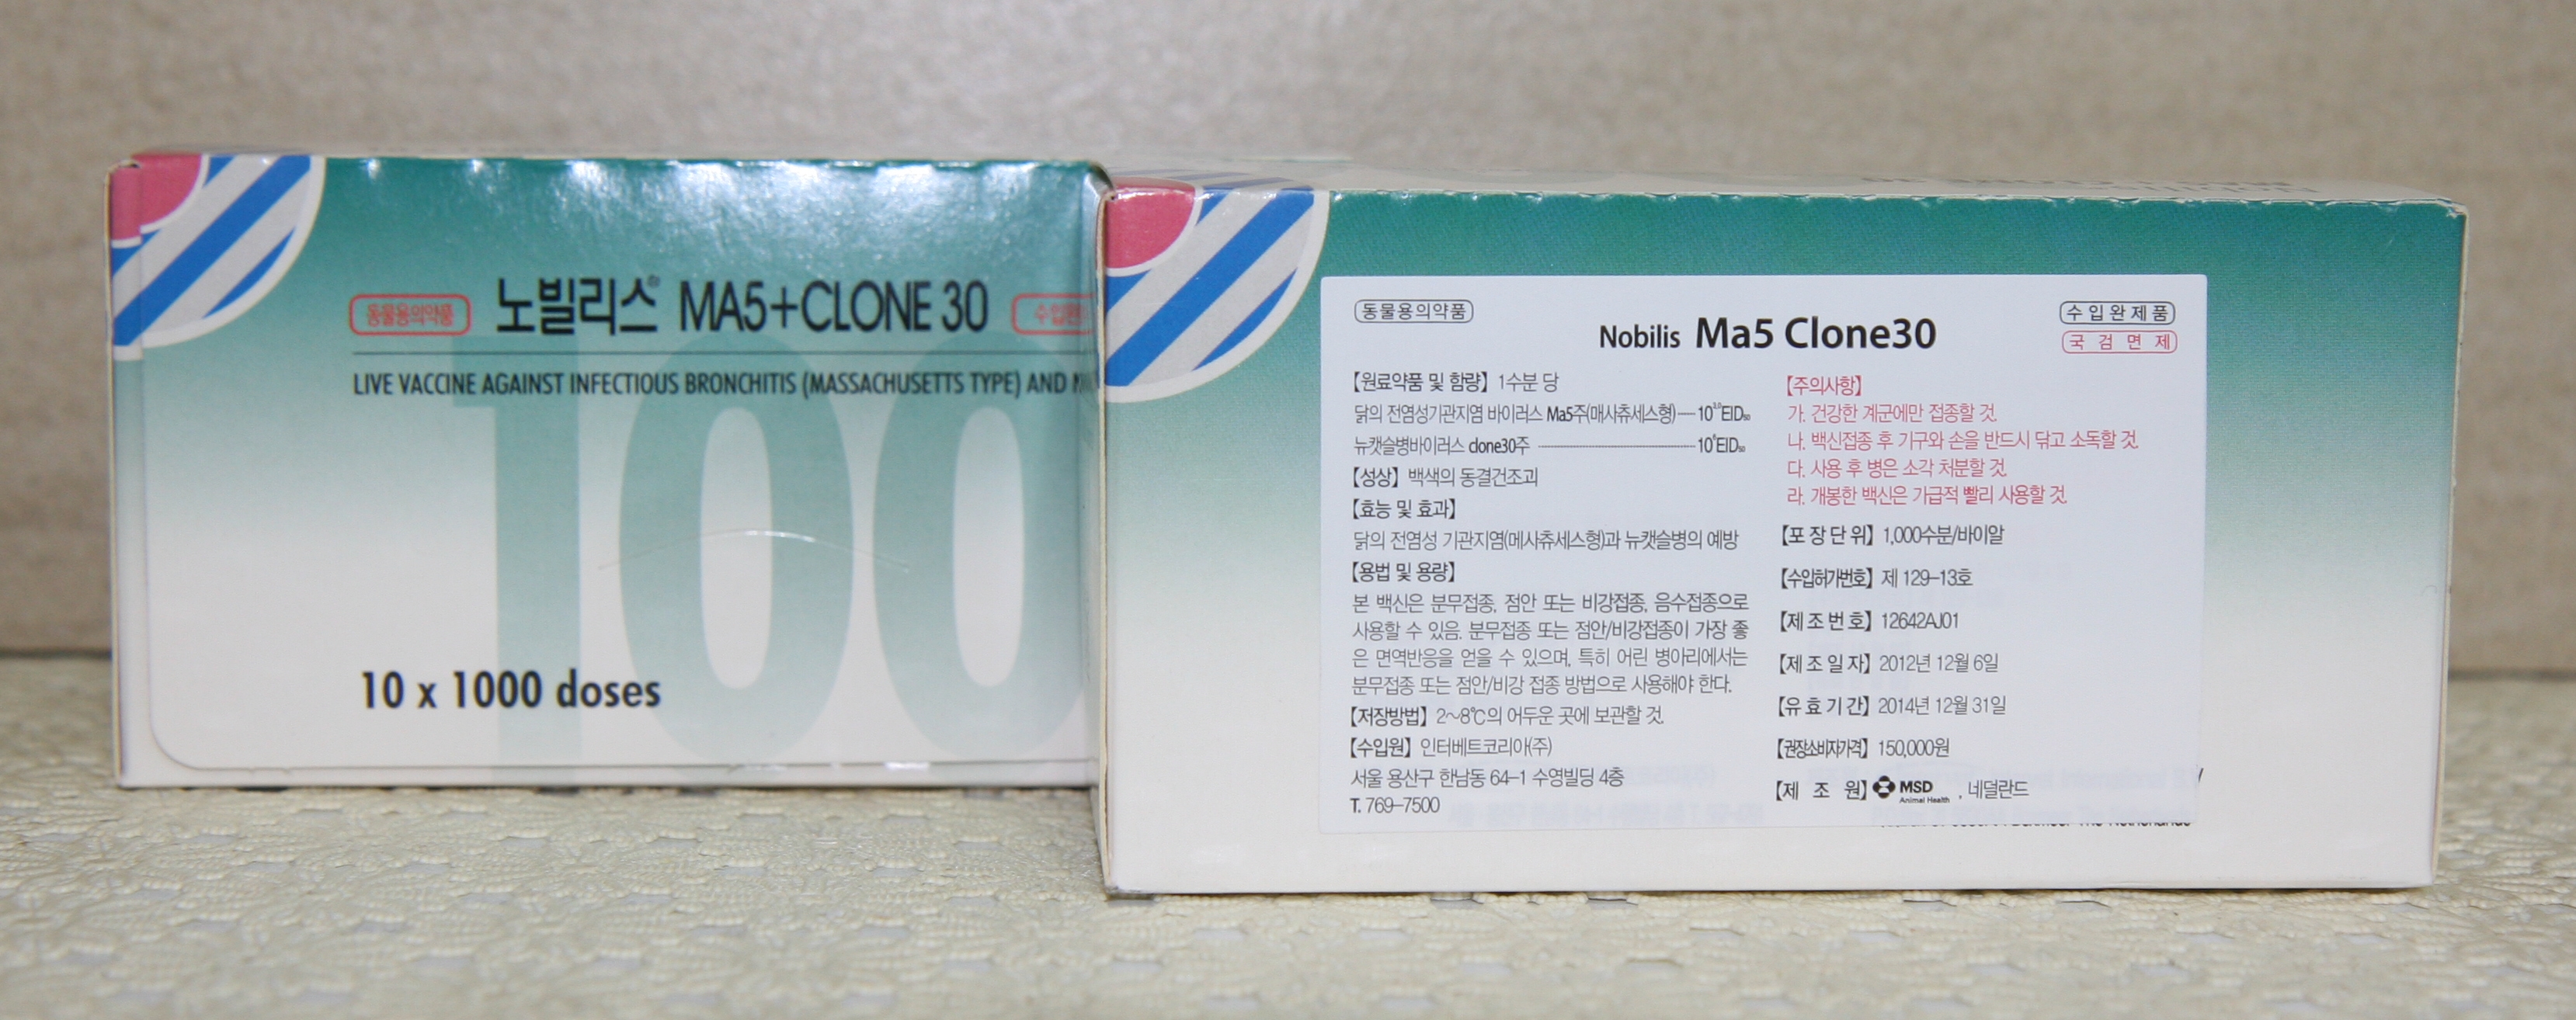 동물용의약품 노빌리스® MA5+CLONE 30
LIVE VACCINE AGAINST INFECTIOUS BRONCHITIS (MASSACHUSETTS TYPE) AND
100
10 x 1000 doses
동물용의약품
수입완제품
국검면제
Nobilis Ma5 Clone30
【원료약품 및 함량】 1수분 당
닭의 전염성기관지염 바이러스 Ma5주(매사츄세스형)---- 10³·⁰EID₅₀
뉴캣슬병바이러스 clone30주 ---- 10⁶EID₅₀
【성상】 백색의 동결건조괴
【효능 및 효과】
닭의 전염성 기관지염(메사츄세스형)과 뉴캣슬병의 예방
【용법 및 용량】
본 백신은 분무접종, 점안 또는 비강접종, 음수접종으로
사용할 수 있음. 분무접종 또는 점안/비강접종이 가장 좋
은 면역반응을 얻을 수 있으며, 특히 어린 병아리에서는
분무접종 또는 점안/비강 접종 방법으로 사용해야 한다.
【저장방법】 2~8℃의 어두운 곳에 보관할 것.
【수입원】 인터베트코리아(주)
서울 용산구 한남동 64-1 수영빌딩 4층
T. 769-7500
【주의사항】
가. 건강한 계군에만 접종할 것.
나. 백신접종 후 기구와 손을 반드시 닦고 소독할 것.
다. 사용 후 병은 소각 처분할 것.
라. 개봉한 백신은 가급적 빨리 사용할 것.
【포장단위】 1,000수분/바이알
【수입허가번호】 제 129-13호
【제조번호】 12642AJ01
【제조일자】 2012년 12월 6일
【유효기간】 2014년 12월 31일
【권장소비자가격】 150,000원
【제 조 원】 MSD Animal Health , 네덜란드